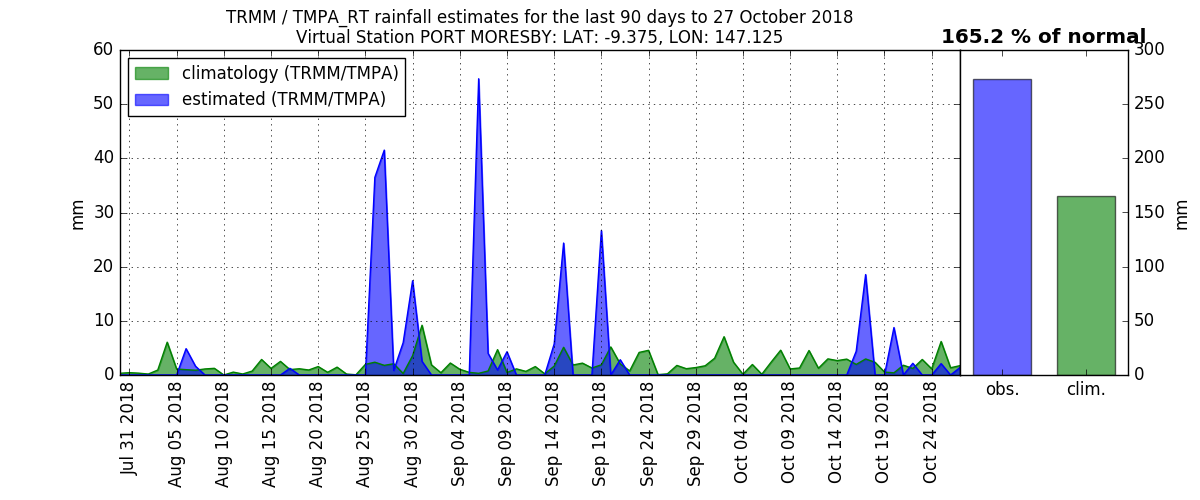 TRMM / TMPA_RT rainfall estimates for the last 90 days to 27 October 2018
Virtual Station PORT MORESBY: LAT: -9.375, LON: 147.125
165.2 % of normal
climatology (TRMM/TMPA)
estimated (TRMM/TMPA)
60
50
40
30
20
10
0
mm
Jul 31 2018
Aug 05 2018
Aug 10 2018
Aug 15 2018
Aug 20 2018
Aug 25 2018
Aug 30 2018
Sep 04 2018
Sep 09 2018
Sep 14 2018
Sep 19 2018
Sep 24 2018
Sep 29 2018
Oct 04 2018
Oct 09 2018
Oct 14 2018
Oct 19 2018
Oct 24 2018
300
250
200
150
100
50
0
mm
obs.
clim.